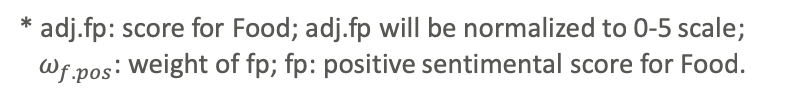 * adj.fp: score for Food; adj.fp will be normalized to 0-5 scale;
ω𝑓.𝑝𝑜𝑠: weight of fp; fp: positive sentimental score for Food.